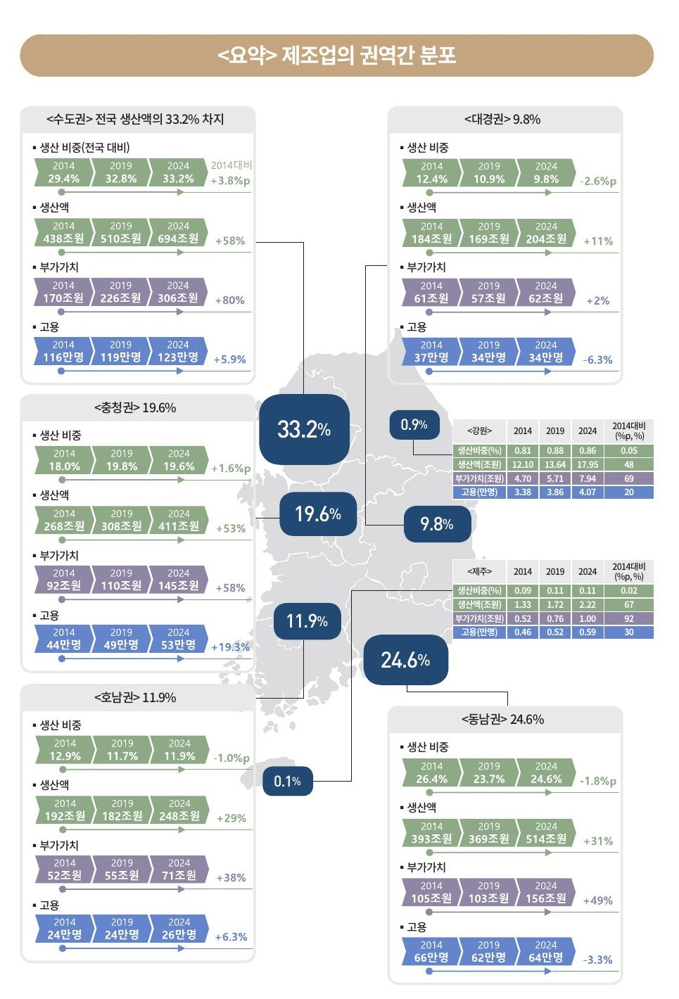 <요약> 제조업의 권역간 분포
<수도권> 전국 생산액의 33.2% 차지
▪ 생산 비중(전국 대비)
2014 2019 2024 2014대비
29.4% 32.8% 33.2% +3.8%p
▪ 생산액
2014 2019 2024
438조원 510조원 694조원 +58%
▪ 부가가치
2014 2019 2024
170조원 226조원 306조원 +80%
▪ 고용
2014 2019 2024
116만명 119만명 123만명 +5.9%
<대경권> 9.8%
▪ 생산 비중
2014 2019 2024
12.4% 10.9% 9.8% -2.6%p
▪ 생산액
2014 2019 2024
184조원 169조원 204조원 +11%
▪ 부가가치
2014 2019 2024
61조원 57조원 62조원 +2%
▪ 고용
2014 2019 2024
37만명 34만명 34만명 -6.3%
<충청권> 19.6%
▪ 생산 비중
2014 2019 2024
18.0% 19.8% 19.6% +1.6%p
▪ 생산액
2014 2019 2024
268조원 308조원 411조원 +53%
▪ 부가가치
2014 2019 2024
92조원 110조원 145조원 +58%
▪ 고용
2014 2019 2024
44만명 49만명 53만명 +19.3%
33.2%
0.9%
19.6%
9.8%
11.9%
24.6%
0.1%
<강원> 2014 2019 2024 2014대비
(%p, %)
생산비중(%) 0.81 0.88 0.86 0.05
생산액(조원) 12.10 13.64 17.95 48
부가가치(조원) 4.70 5.71 7.94 69
고용(만명) 3.38 3.86 4.07 20
<제주> 2014 2019 2024 2014대비
(%p, %)
생산비중(%) 0.09 0.11 0.11 0.02
생산액(조원) 1.33 1.72 2.22 67
부가가치(조원) 0.52 0.76 1.00 92
고용(만명) 0.46 0.52 0.59 30
<호남권> 11.9%
▪ 생산 비중
2014 2019 2024
12.9% 11.7% 11.9% -1.0%p
▪ 생산액
2014 2019 2024
192조원 182조원 248조원 +29%
▪ 부가가치
2014 2019 2024
52조원 55조원 71조원 +38%
▪ 고용
2014 2019 2024
24만명 24만명 26만명 +6.3%
<동남권> 24.6%
▪ 생산 비중
2014 2019 2024
26.4% 23.7% 24.6% -1.8%p
▪ 생산액
2014 2019 2024
393조원 369조원 514조원 +31%
▪ 부가가치
2014 2019 2024
105조원 103조원 156조원 +49%
▪ 고용
2014 2019 2024
66만명 62만명 64만명 -3.3%